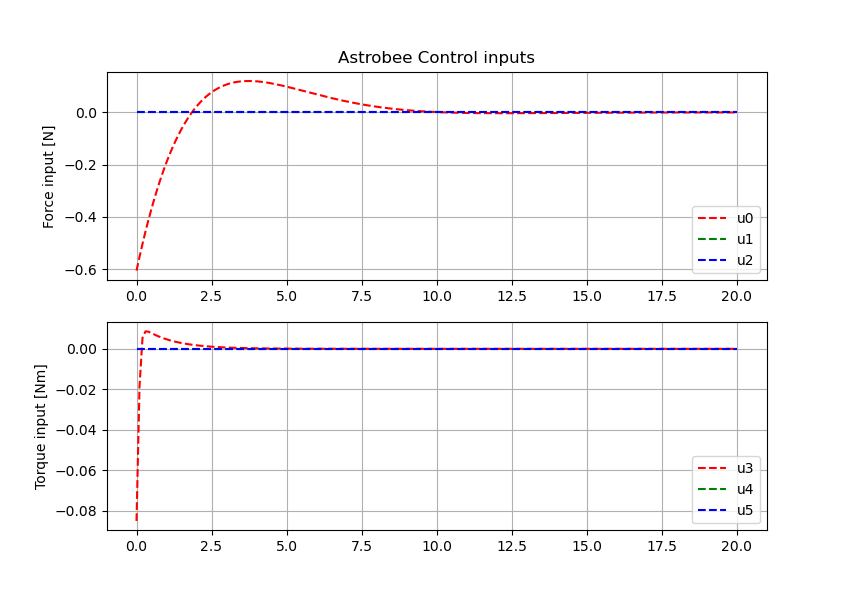 Astrobee Control inputs
Force input [N]
0.0
−0.2
−0.4
−0.6
u0
u1
u2
0.0 2.5 5.0 7.5 10.0 12.5 15.0 17.5 20.0
Torque input [Nm]
0.00
−0.02
−0.04
−0.06
−0.08
u3
u4
u5
0.0 2.5 5.0 7.5 10.0 12.5 15.0 17.5 20.0